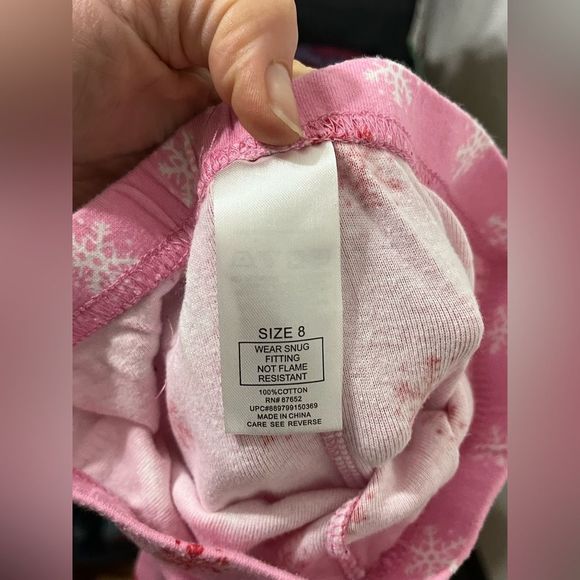 SIZE 8
WEAR SNUG
FITTING
NOT FLAME
RESISTANT
100%COTTON
RN# 87652
UPC#889799150369
MADE IN CHINA
CARE SEE REVERSE